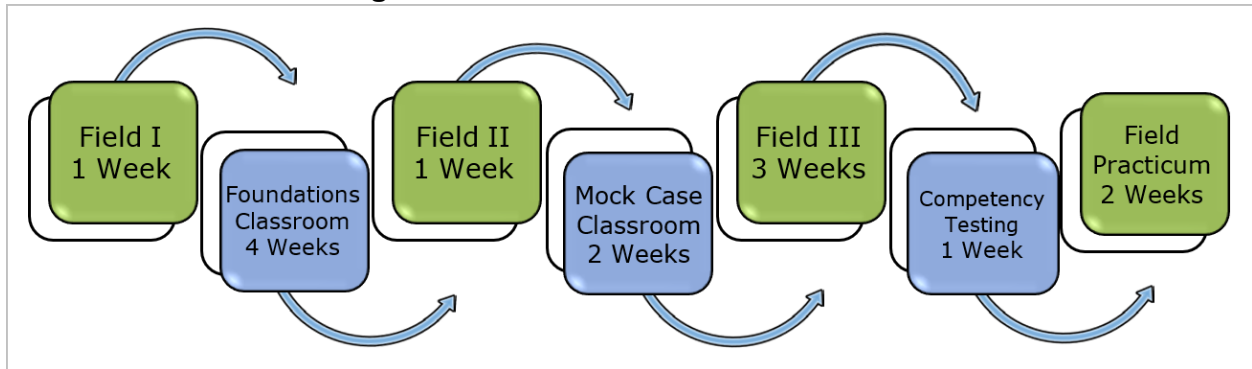 Field I
1 Week
Foundations
Classroom
4 Weeks
Field II
1 Week
Mock Case
Classroom
2 Weeks
Field III
3 Weeks
Competency
Testing
1 Week
Field
Practicum
2 Weeks